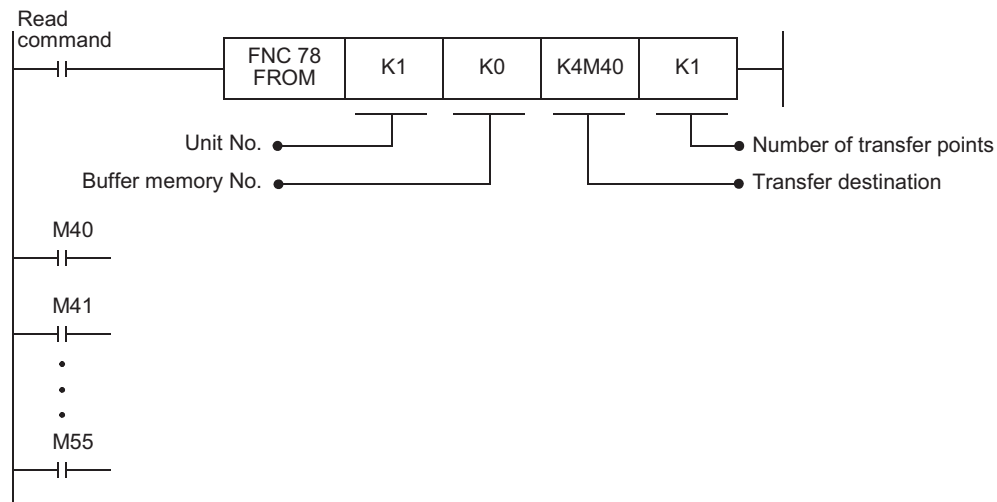 Read
command
FNC 78
FROM
K1
K0
K4M40
K1
Unit No.
Number of transfer points
Buffer memory No.
Transfer destination
M40
M41
M55